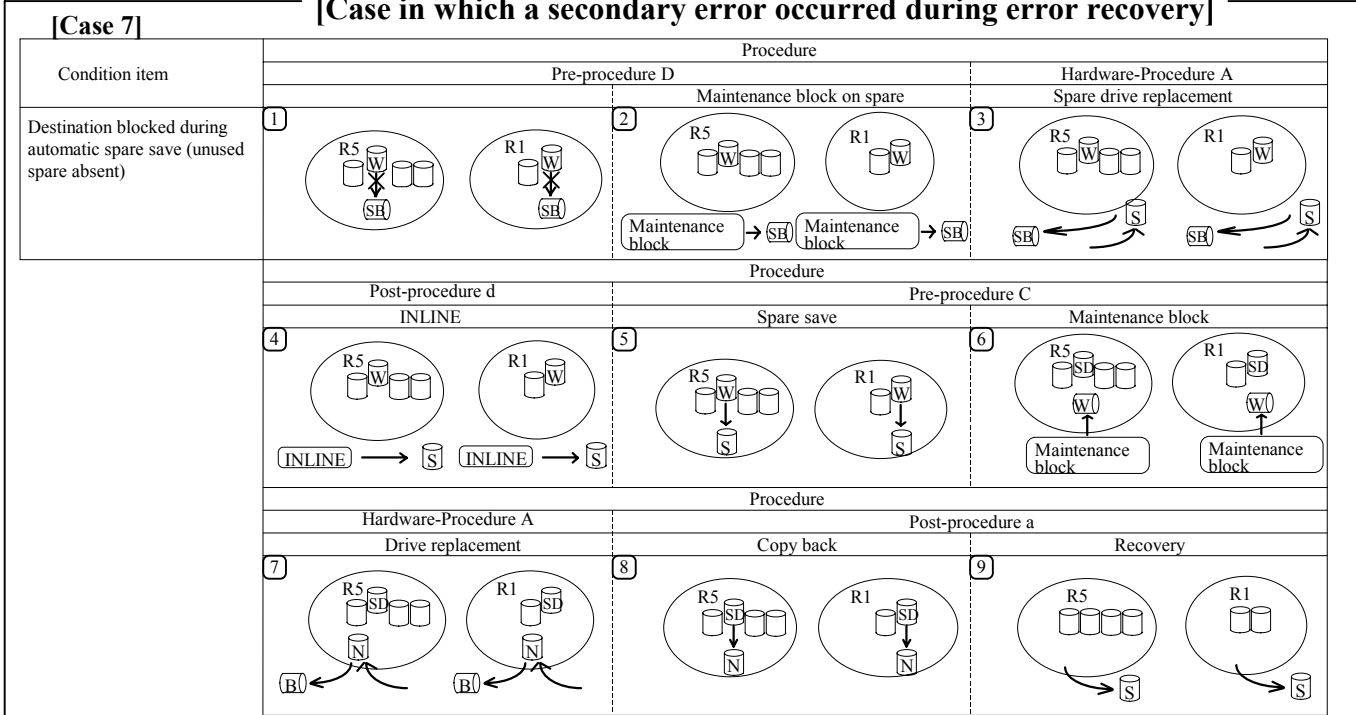 [Case in which a secondary error occurred during error recovery]
[Case 7]
Condition item
Procedure
Pre-procedure D
Hardware-Procedure A
Maintenance block on spare
Spare drive replacement
Destination blocked during
automatic spare save (unused
spare absent)
1
R5
W
SB
R1
W
SB
2
R5
W
Maintenance
block
SB
R1
W
Maintenance
block
SB
3
R5
W
S
SB
R1
W
S
SB
Procedure
Post-procedure d
Pre-procedure C
INLINE
Spare save
Maintenance block
4
R5
W
INLINE
S
R1
W
INLINE
S
5
R5
W
S
R1
W
S
6
R5
SD
W
Maintenance
block
R1
SD
W
Maintenance
block
Procedure
Hardware-Procedure A
Post-procedure a
Drive replacement
Copy back
Recovery
7
R5
SD
N
B
R1
SD
N
B
8
R5
SD
N
R1
SD
N
9
R5
S
R1
S